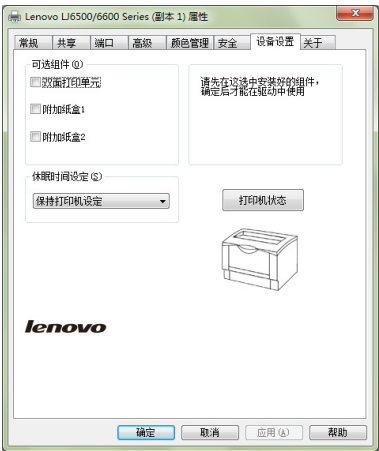 Lenovo LJ6500/6600 Series (副本 1) 属性
常规 共享 端口 高级 颜色管理 安全 设备设置 关于
可选组件(O)
双面打印单元
附加纸盒1
附加纸盒2
请先在这选中安装好的组件，
确定后才能在驱动中使用
休眠时间设定(S)
保持打印机设定
打印机状态
lenovo
确定 取消 应用(A) 帮助